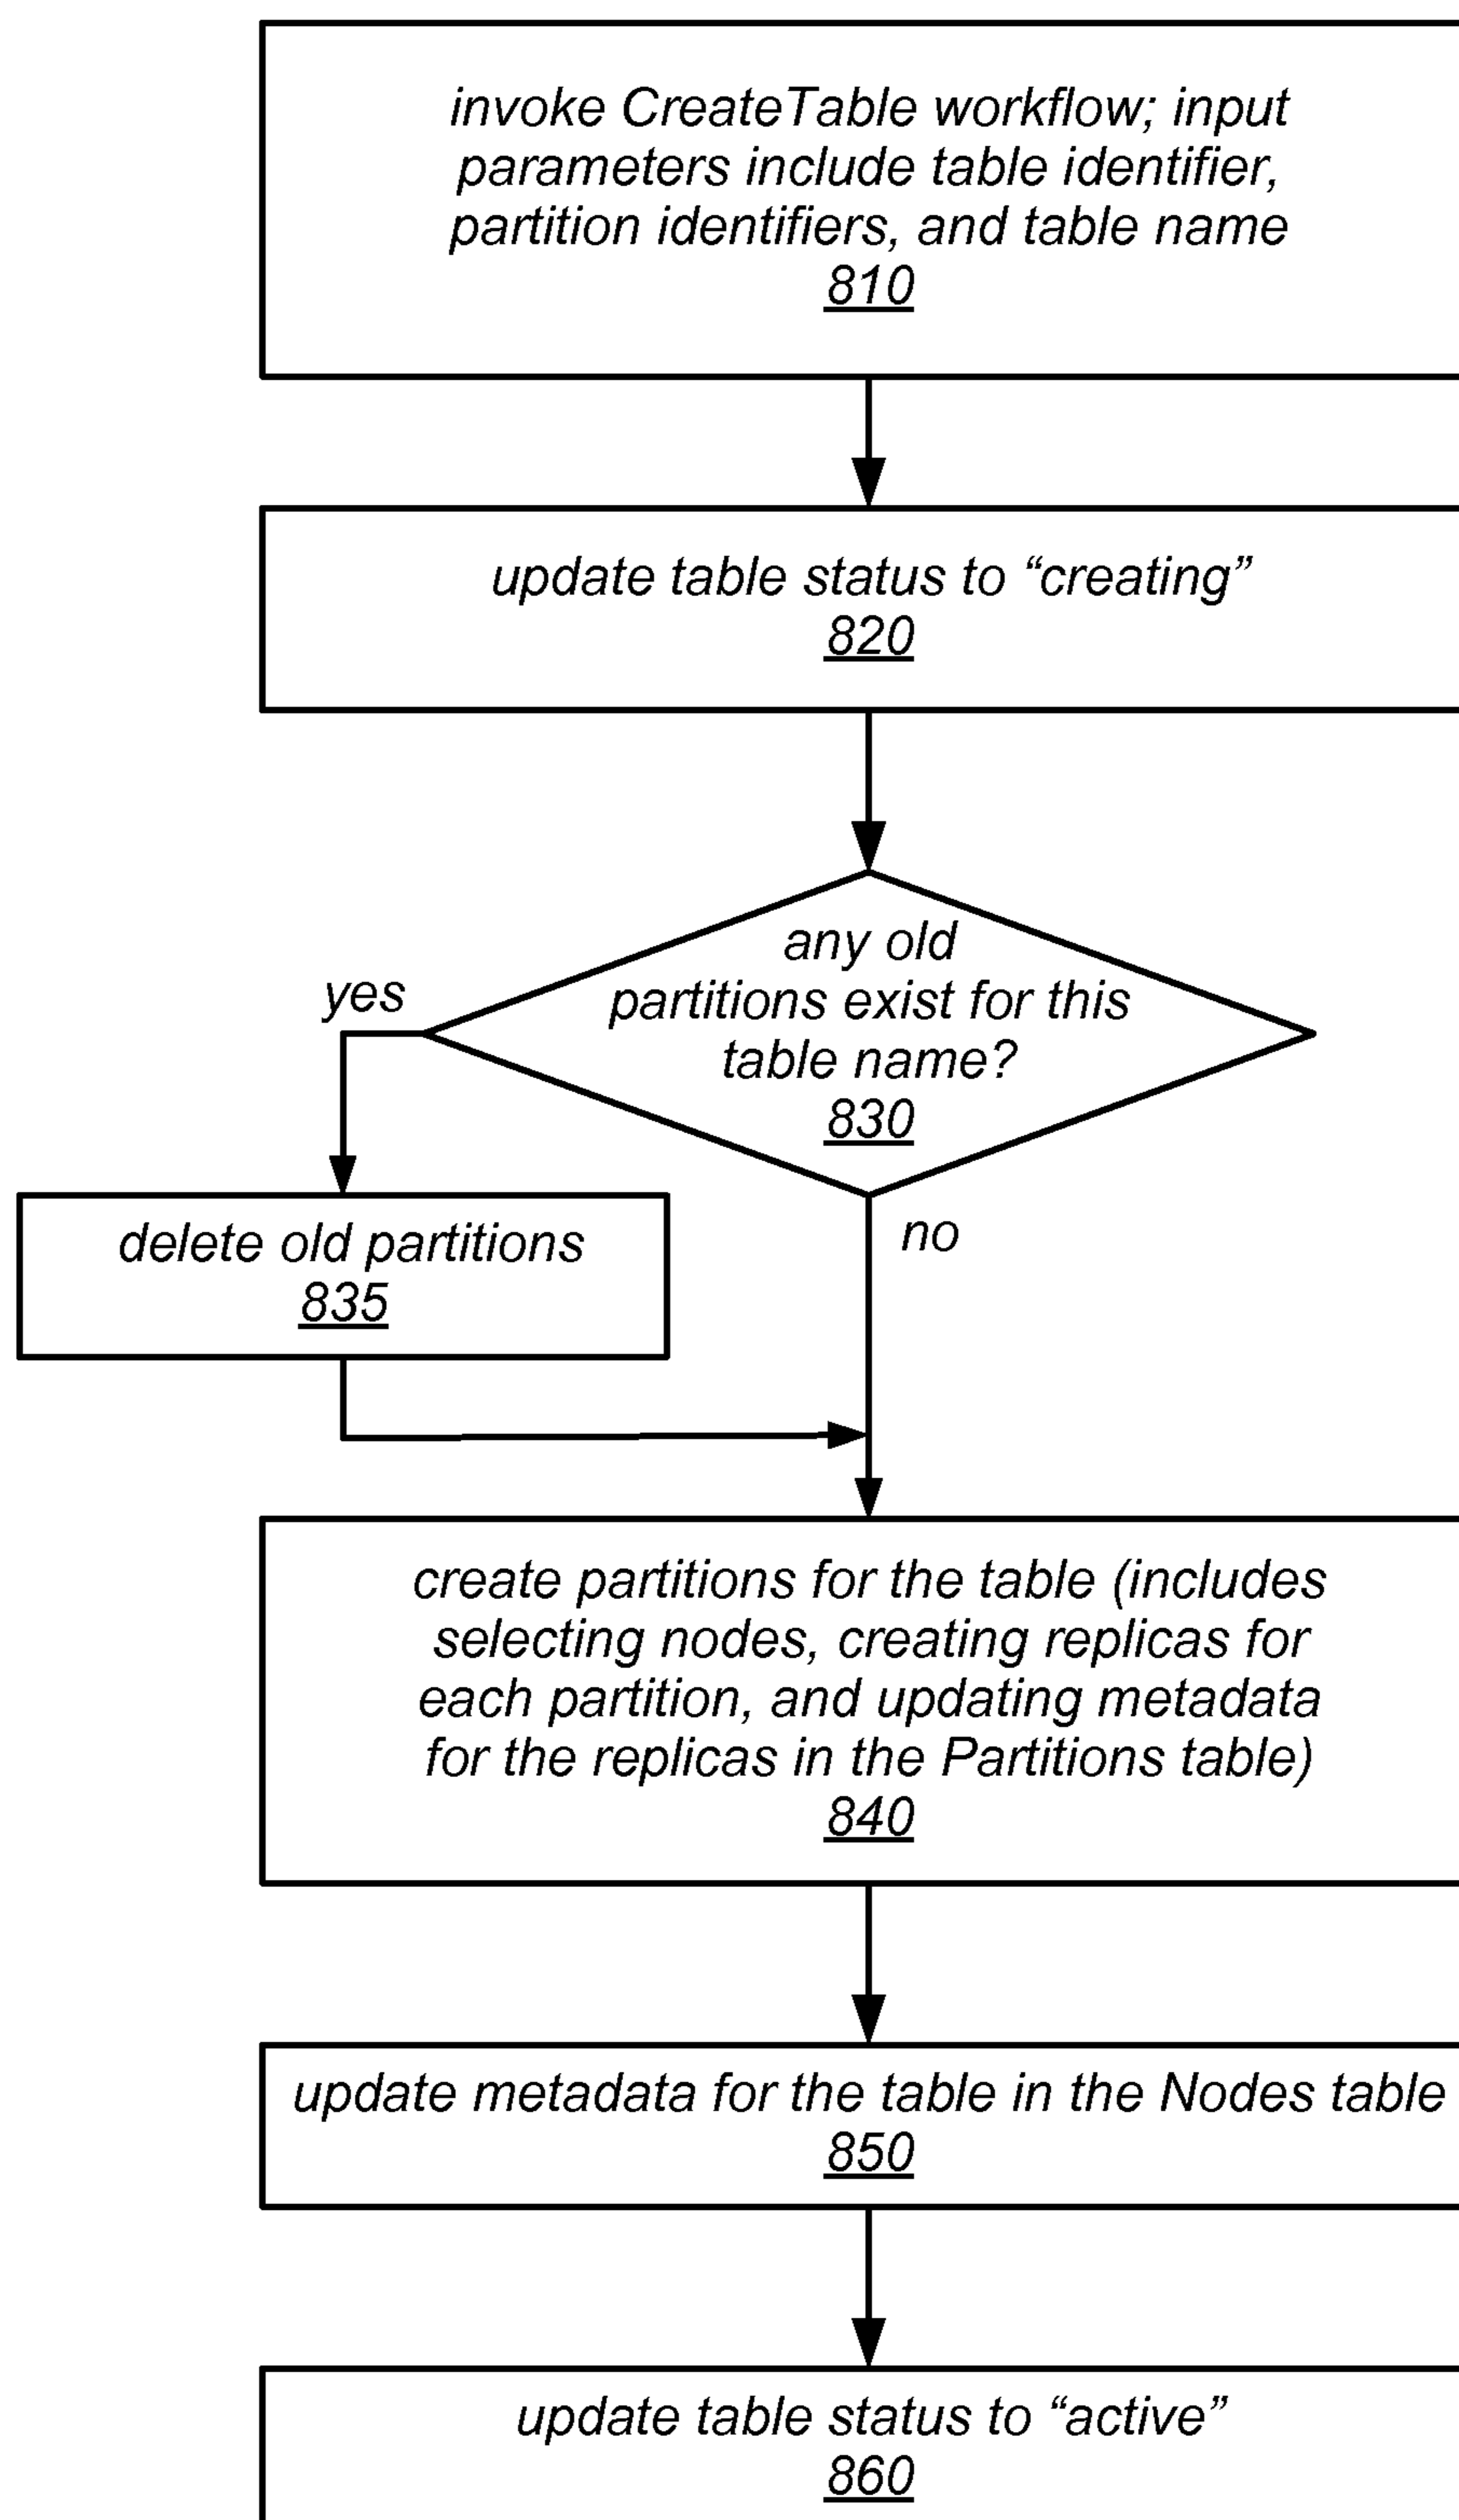 invoke CreateTable workflow; input
parameters include table identifier,
partition identifiers, and table name
810
update table status to “creating”
820
any old
partitions exist for this
table name?
830
yes
no
delete old partitions
835
create partitions for the table (includes
selecting nodes, creating replicas for
each partition, and updating metadata
for the replicas in the Partitions table)
840
update metadata for the table in the Nodes table
850
update table status to “active”
860